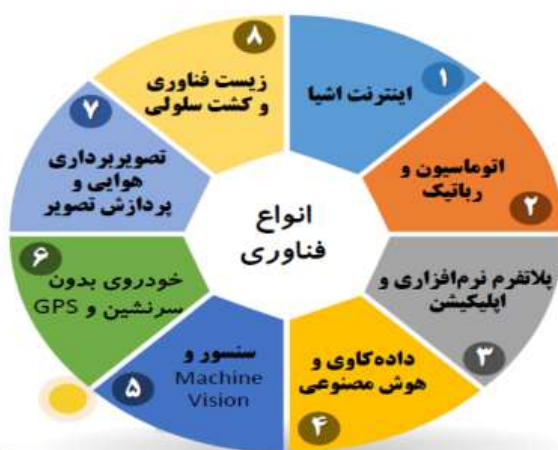 انواع
فناوری
۱
اینترنت اشیا
اتوماسیون و
رباتیک
۲
پلاتفرم نرم‌افزاری و
اپلیکیشن
۳
داده‌کاوی و
هوش مصنوعی
۴
سنسور و
Machine
Vision
۵
۶
خودروی بدون
سرنشین و GPS
۷
تصویربرداری
هوایی و
پردازش تصویر
۸
زیست فناوری
و کشت سلولی